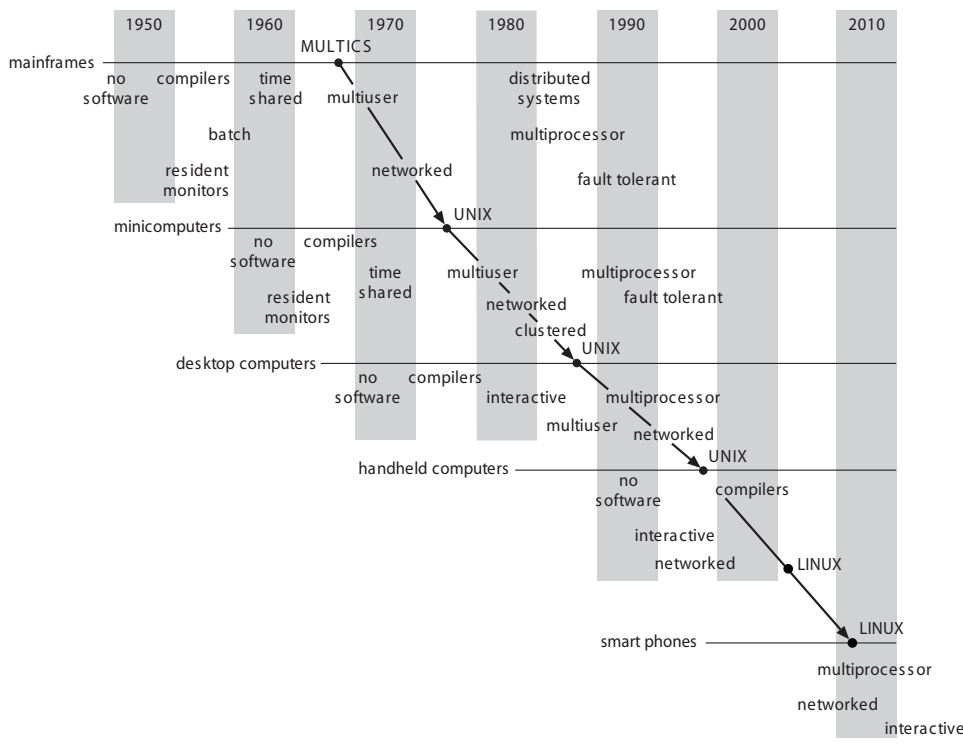 1950
1960
1970
1980
1990
2000
2010
MULTICS
mainframes
no
software
compilers
time
shared
multiuser
distributed
systems
batch
multiprocessor
resident
monitors
networked
fault tolerant
UNIX
minicomputers
no
software
compilers
time
shared
multiuser
multiprocessor
resident
monitors
networked
fault tolerant
clustered
UNIX
desktop computers
no
software
compilers
interactive
multiprocessor
multiuser
networked
UNIX
handheld computers
no
software
compilers
interactive
networked
LINUX
LINUX
smart phones
multiprocessor
networked
interactive